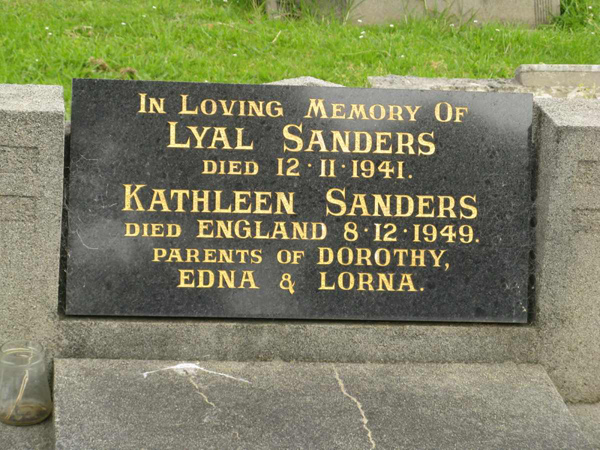 IN LOVING MEMORY OF
LYAL SANDERS
DIED 12·11·1941.
KATHLEEN SANDERS
DIED ENGLAND 8·12·1949.
PARENTS OF DOROTHY,
EDNA & LORNA.